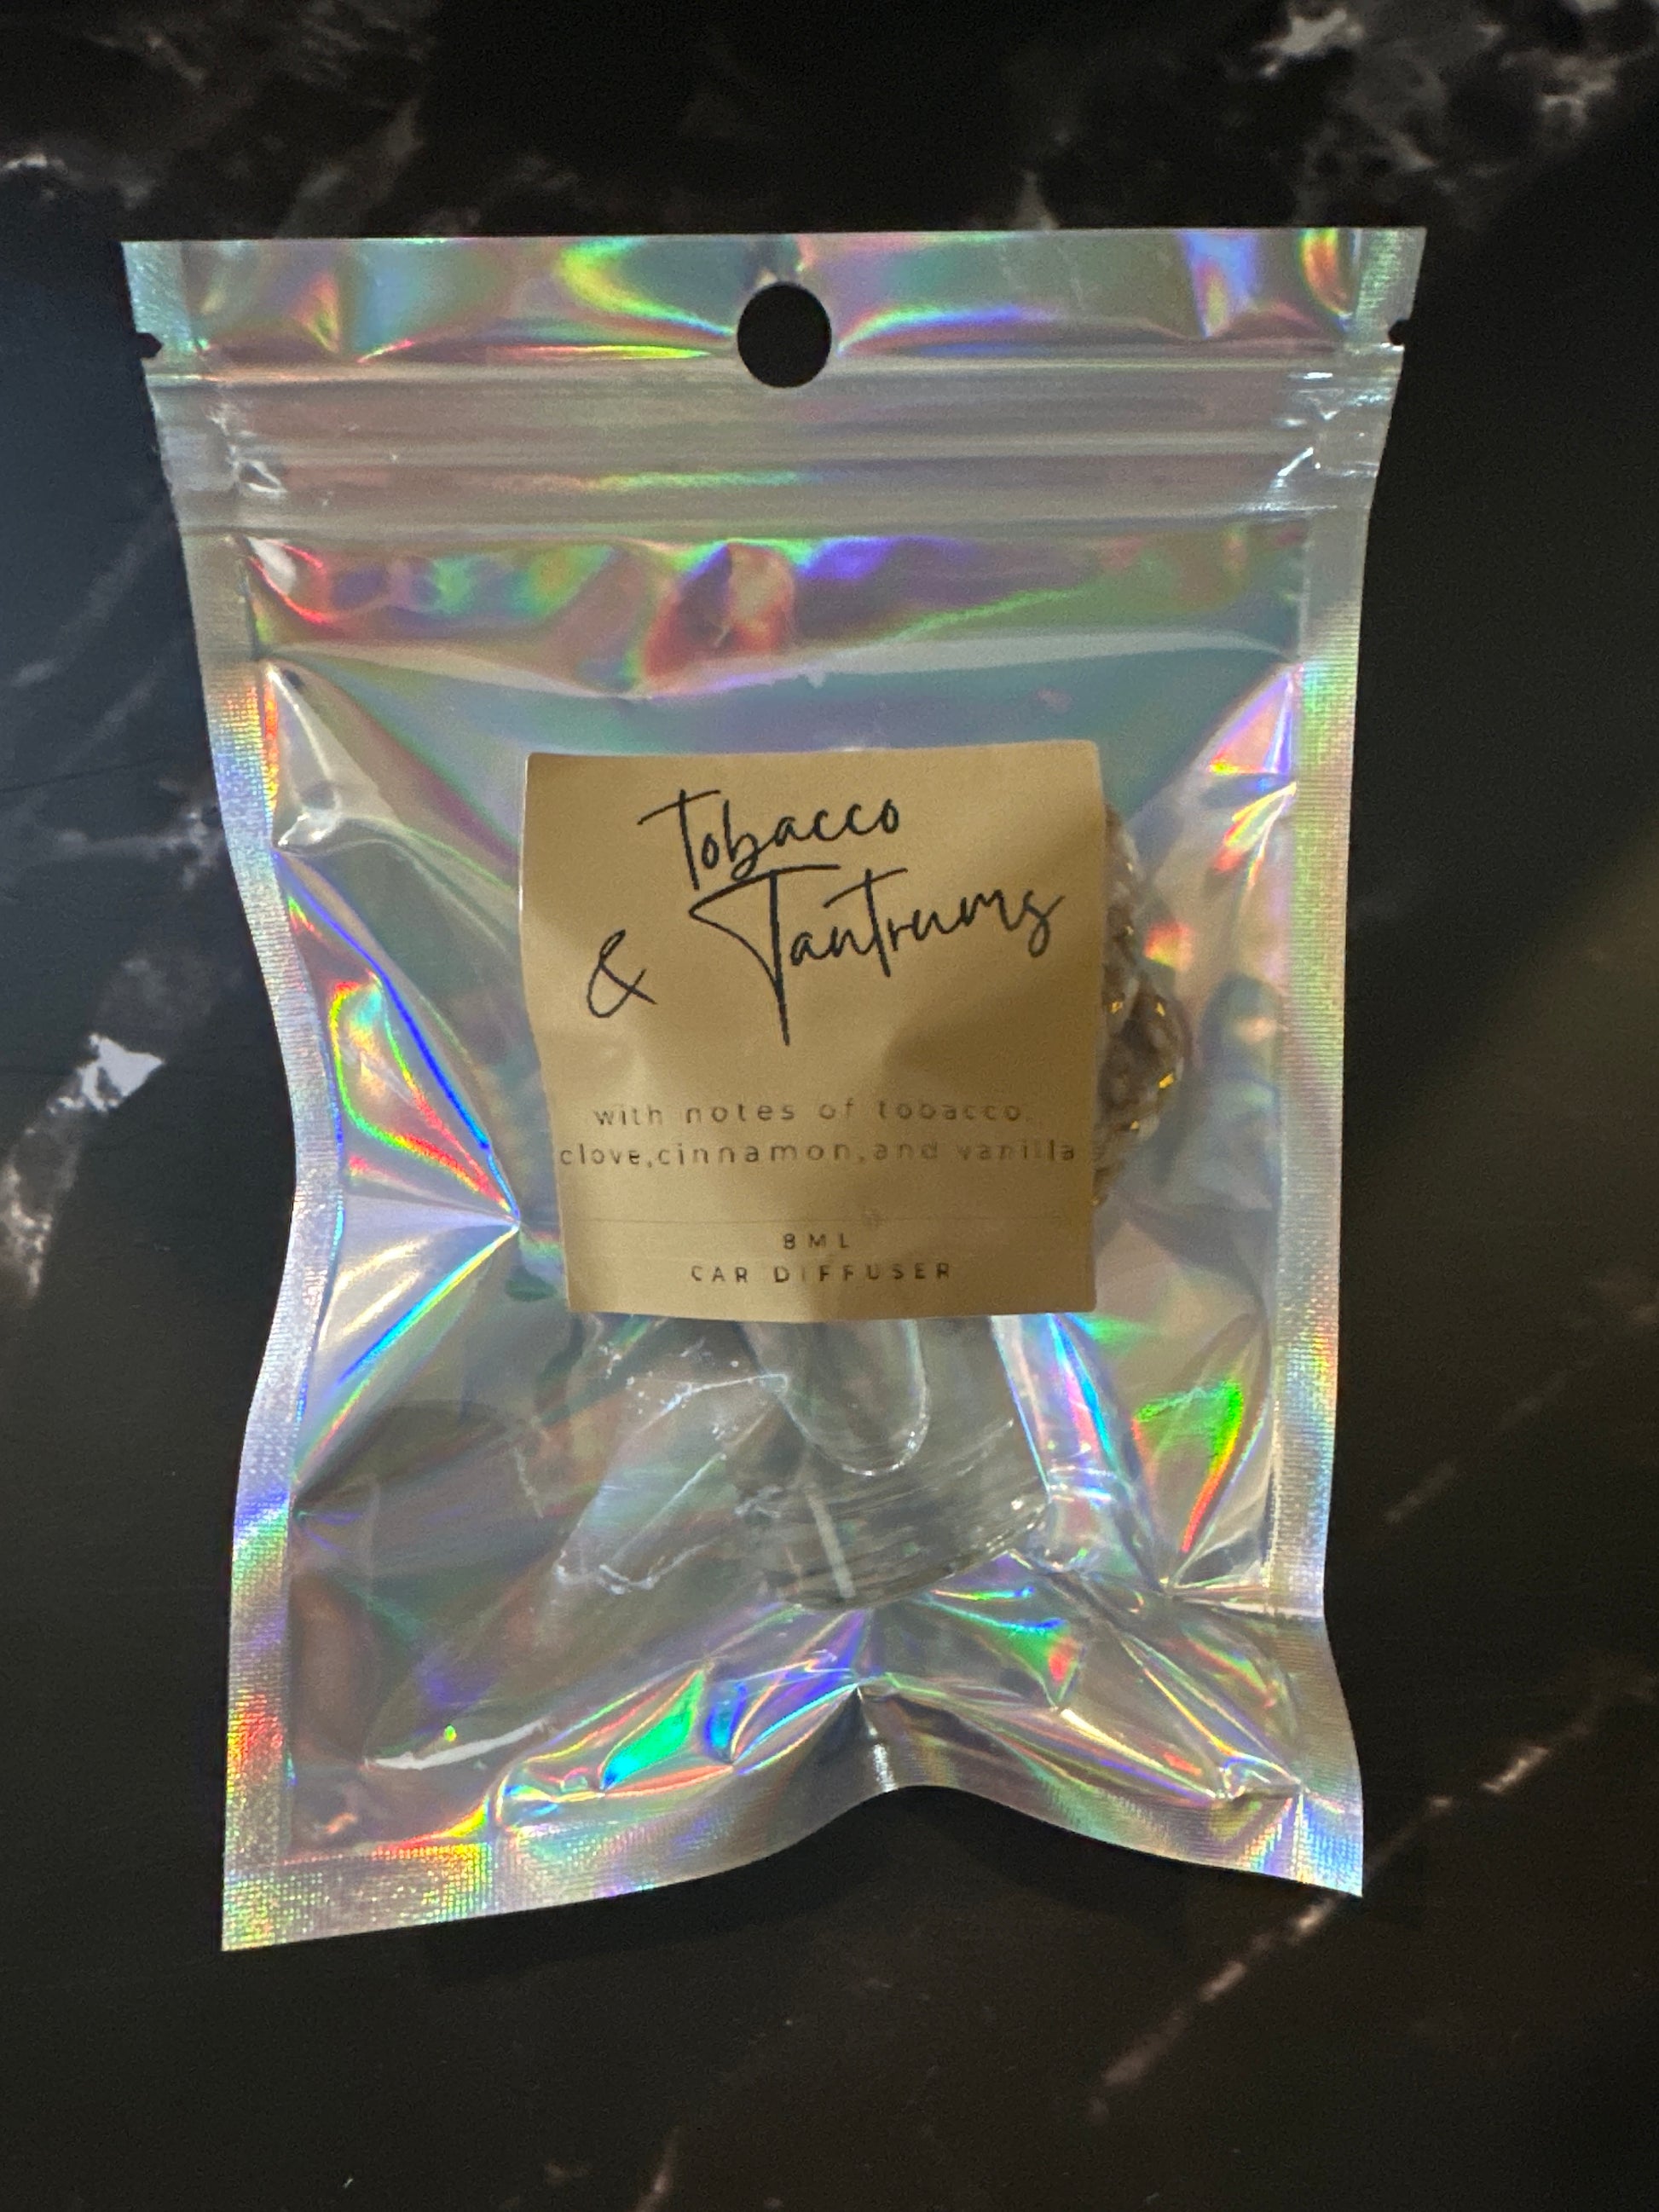 Tobacco
& Tantrums
with notes of tobacco,
clove,cinnamon,and vanilla
8ML
CAR DIFFUSER